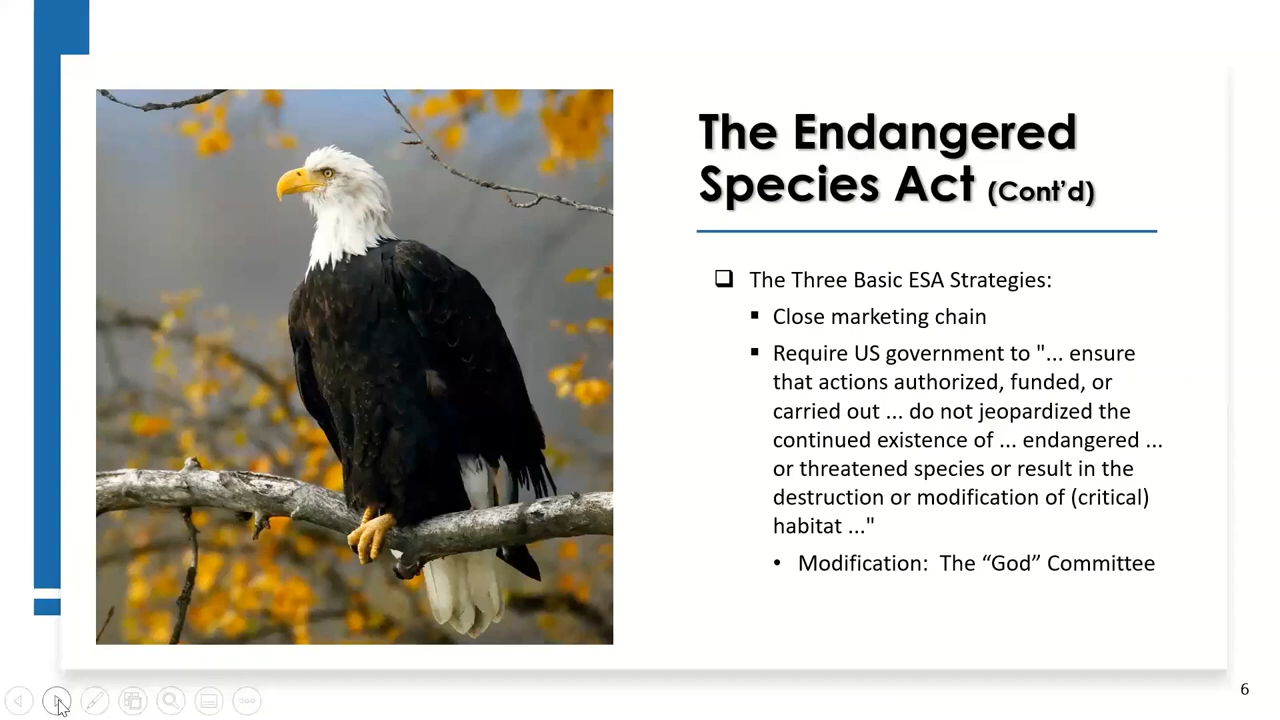 The Endangered
Species Act (Cont’d)
❑ The Three Basic ESA Strategies:
▪ Close marketing chain
▪ Require US government to "... ensure
that actions authorized, funded, or
carried out ... do not jeopardized the
continued existence of ... endangered ...
or threatened species or result in the
destruction or modification of (critical)
habitat ..."
• Modification: The “God” Committee
6